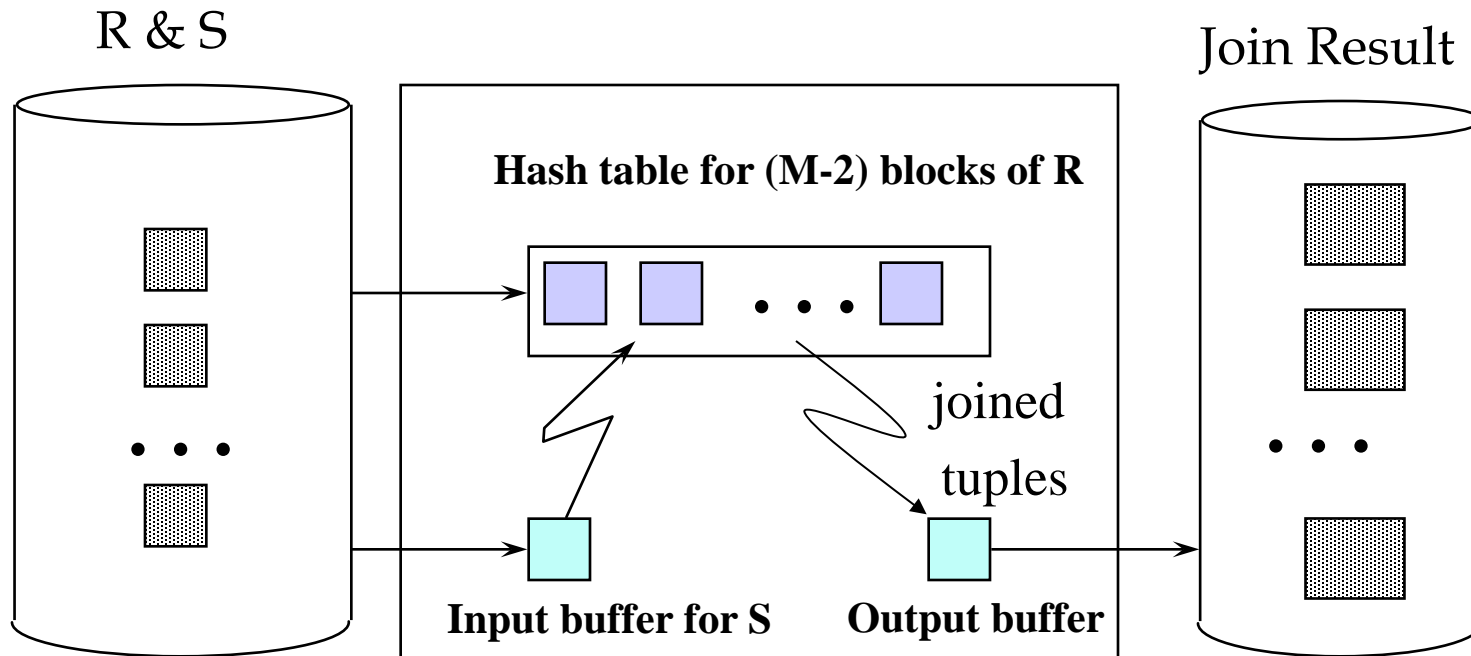 R & S
Join Result
Hash table for (M-2) blocks of R
• • •
joined
tuples
• • •
• • •
Input buffer for S
Output buffer